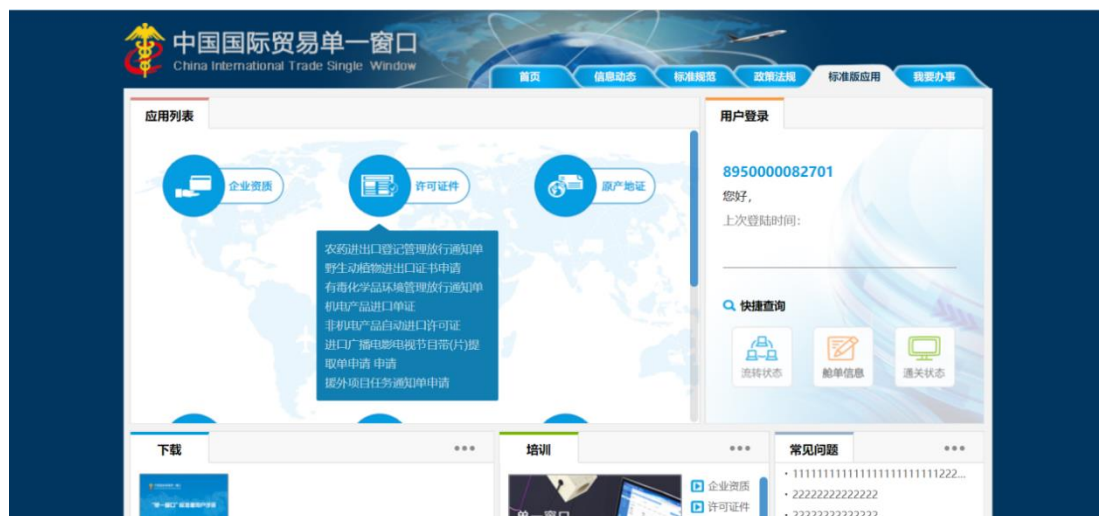 中国国际贸易单一窗口
China International Trade Single Window
首页
信息动态
标准规范
政策法规
标准版应用
我要办事
应用列表
企业资质
许可证件
原产地证
农药进出口登记管理放行通知单
野生动植物进出口证书申请
有毒化学品环境管理放行通知单
机电产品进口单证
非机电产品自动进口许可证
进口广播电影电视节目带(片)提
取单申请 申请
援外项目任务通知单申请
用户登录
8950000082701
您好,
上次登陆时间:
快捷查询
流转状态
舱单信息
通关状态
下载
•••
培训
•••
单一窗口
企业资质
许可证件
常见问题
•••
· 1111111111111111111111111222...
· 22222222222222
· 22222222222222